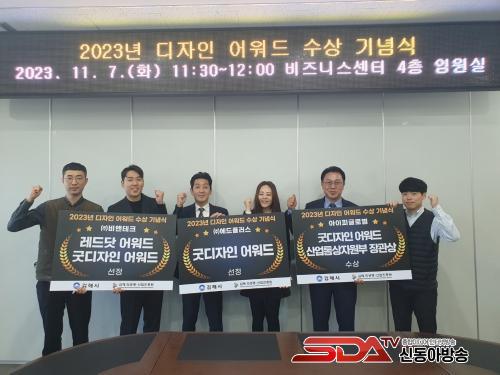 2023년 디자인 어워드 수상 기념식
2023. 11. 7.(화) 11:30~12:00 비즈니스센터 4층 임원실
2023년 디자인 어워드 수상 기념식
㈜비엔테크
레드닷 어워드
굿디자인 어워드
선정
김해시
2023년 디자인 어워드 수상 기념식
㈜에드플러스
굿디자인 어워드
선정
김해시
2023년 디자인 어워드 수상 기념식
아이피글로벌
굿디자인 어워드
산업통상자원부 장관상
수상
김해시
SDATV
신동아방송